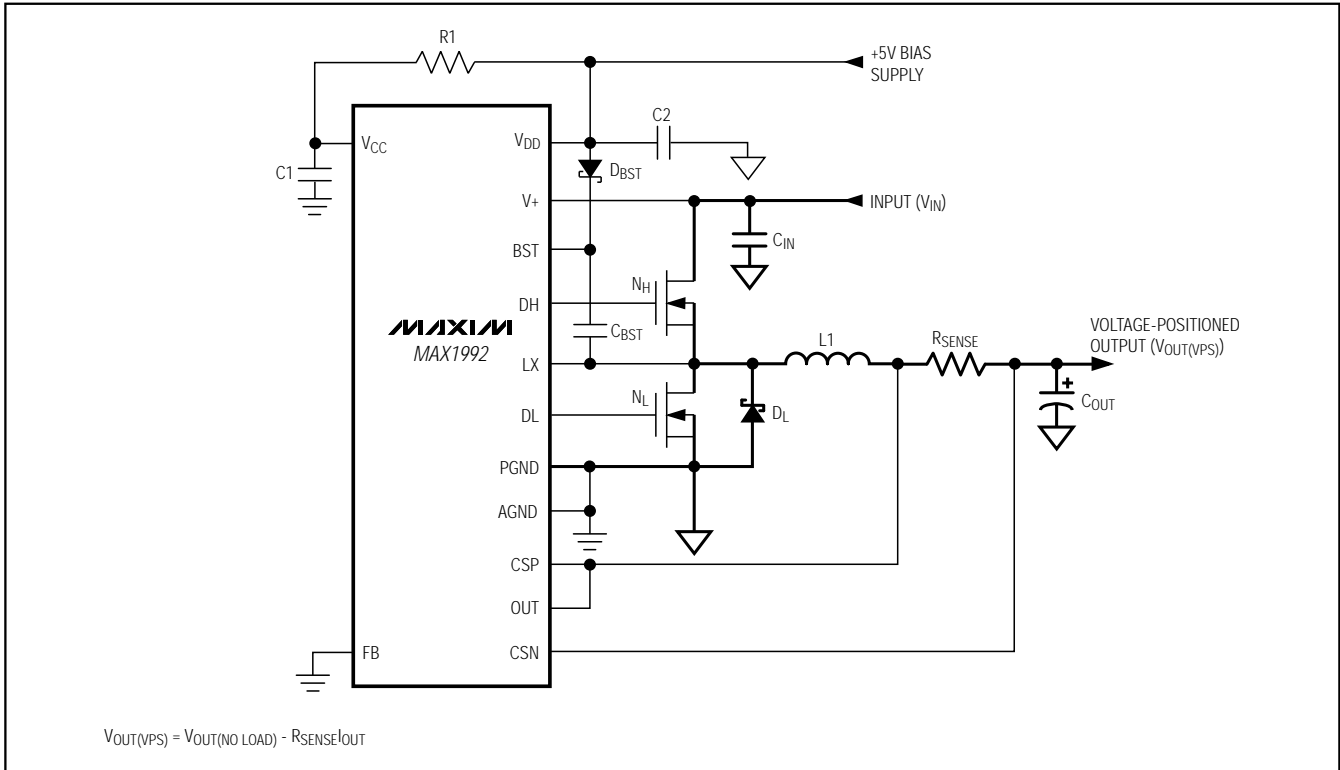 R1
+5V BIAS
SUPPLY
C2
VDD
VCC
C1
DBST
V+
INPUT (VIN)
CIN
BST
NH
DH
CBST
MAXIM
MAX1992
VOLTAGE-POSITIONED
OUTPUT (VOUT(VPS))
L1
RSENSE
LX
NL
DL
DL
COUT
+
PGND
AGND
CSP
OUT
FB
CSN
VOUT(VPS) = VOUT(NO LOAD) - RSENSEIOUT